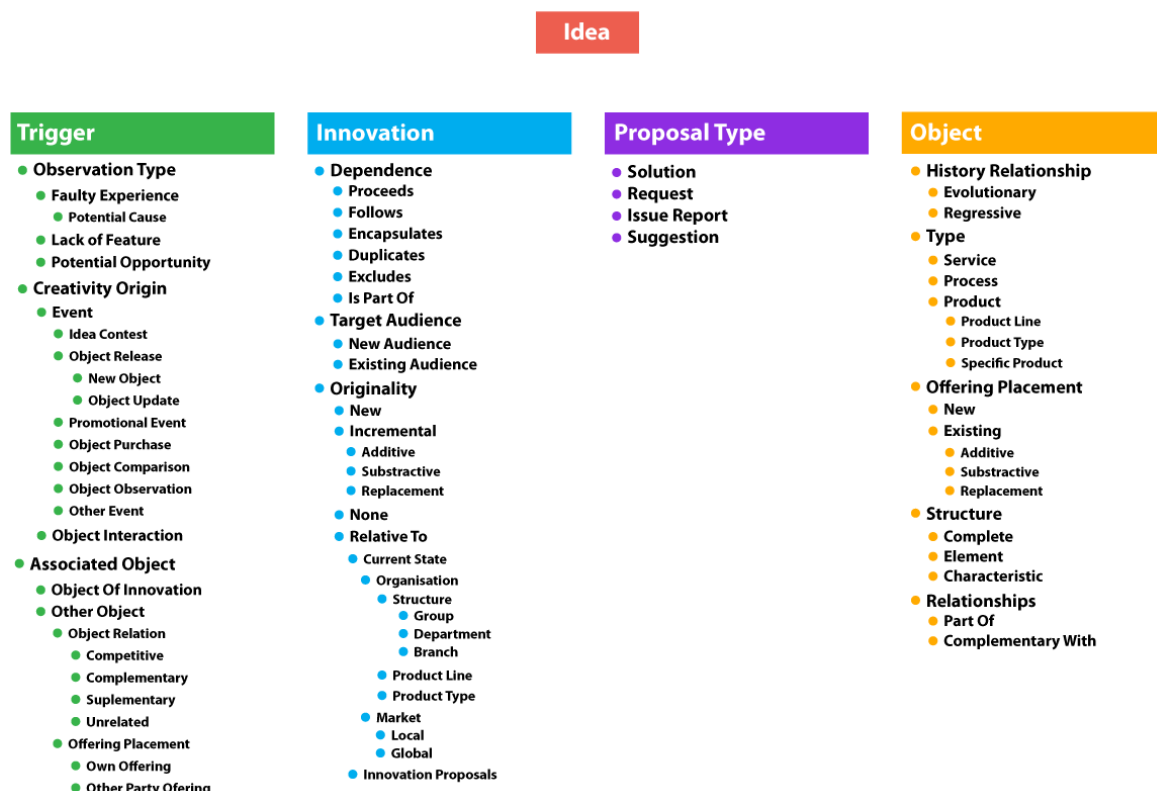 Idea
Trigger
Observation Type
Faulty Experience
Potential Cause
Lack of Feature
Potential Opportunity
Creativity Origin
Event
Idea Contest
Object Release
New Object
Object Update
Promotional Event
Object Purchase
Object Comparison
Object Observation
Other Event
Object Interaction
Associated Object
Object Of Innovation
Other Object
Object Relation
Competitive
Complementary
Suplementary
Unrelated
Offering Placement
Own Offering
Other Party Ofering
Innovation
Dependence
Proceeds
Follows
Encapsulates
Duplicates
Excludes
Is Part Of
Target Audience
New Audience
Existing Audience
Originality
New
Incremental
Additive
Substractive
Replacement
None
Relative To
Current State
Organisation
Structure
Group
Department
Branch
Product Line
Product Type
Market
Local
Global
Innovation Proposals
Proposal Type
Solution
Request
Issue Report
Suggestion
Object
History Relationship
Evolutionary
Regressive
Type
Service
Process
Product
Product Line
Product Type
Specific Product
Offering Placement
New
Existing
Additive
Substractive
Replacement
Structure
Complete
Element
Characteristic
Relationships
Part Of
Complementary With